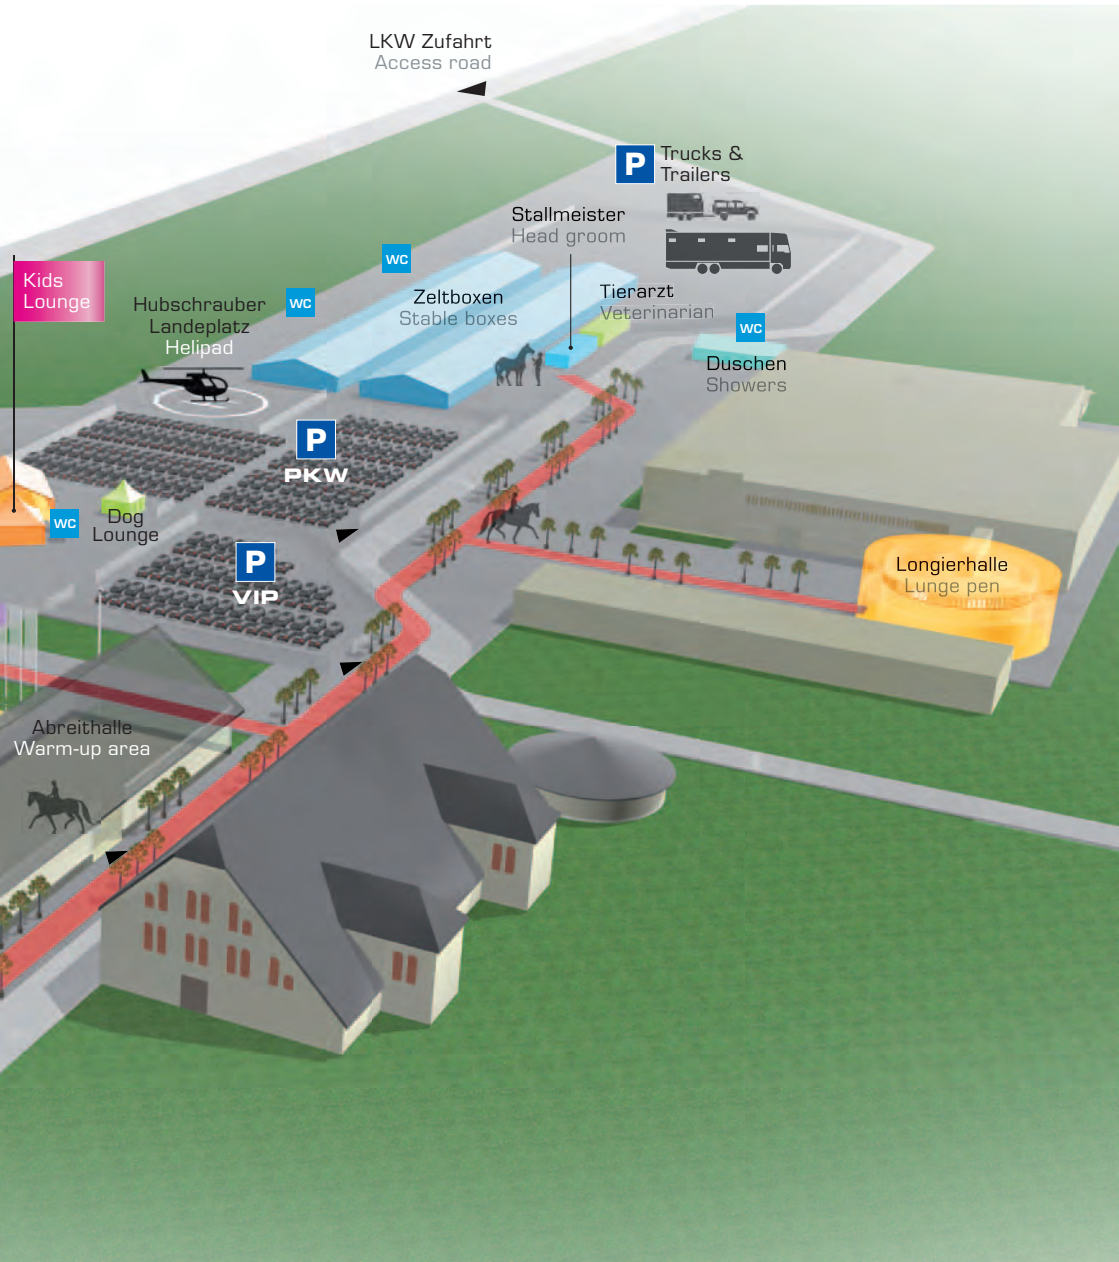 LKW Zufahrt
Access road
P
Trucks &
Trailers
Stallmeister
Head groom
WC
Kids
Lounge
Hubschrauber
Landeplatz
Helipad
WC
Zeltboxen
Stable boxes
Tierarzt
Veterinarian
WC
Duschen
Showers
P
PKW
WC
Dog
Lounge
P
VIP
Longierhalle
Lunge pen
Abreithalle
Warm-up area